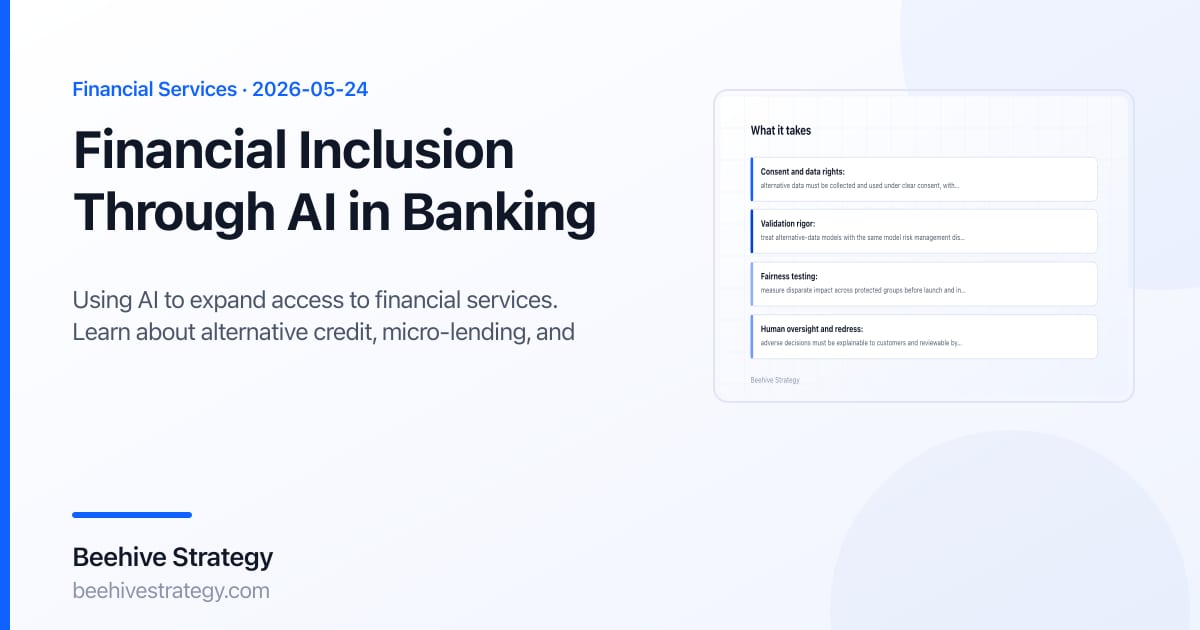 Financial Services · 2026-05-24
Financial Inclusion
Through AI in Banking
Using AI to expand access to financial services.
Learn about alternative credit, micro-lending, and
Beehive Strategy
beehivestrategy.com
What it takes
Consent and data rights:
alternative data must be collected and used under clear consent, with...
Validation rigor:
treat alternative-data models with the same model risk management dis...
Fairness testing:
measure disparate impact across protected groups before launch and in...
Human oversight and redress:
adverse decisions must be explainable to customers and reviewable by...
Beehive Strategy